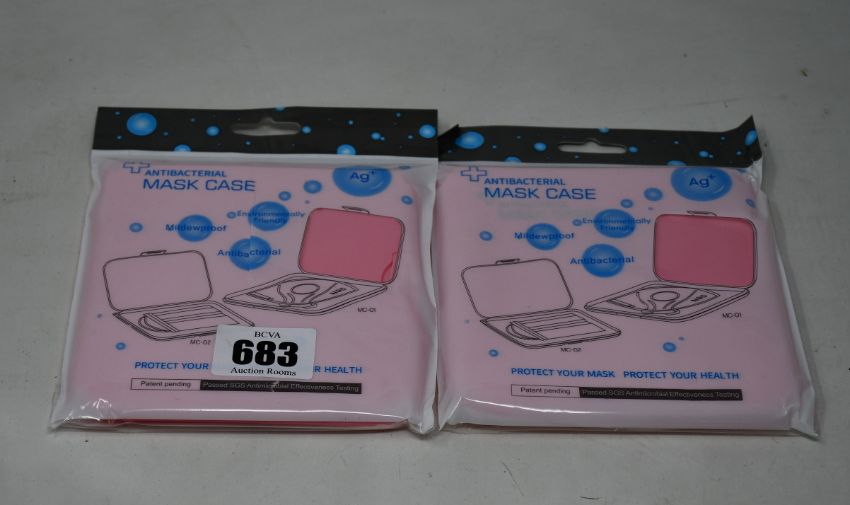 ANTIBACTERIAL
MASK CASE
Ag+
Environmentally
Friendly
Mildewproof
Antibacterial
MC-01
MC-02
BCVA
683
Auction Rooms
PROTECT YOUR
HEALTH
Patent pending
Passed SGS Antimicrobial Effectiveness Testing
ANTIBACTERIAL
MASK CASE
Ag+
Environmentally
Friendly
Mildewproof
Antibacterial
MC-01
MC-02
PROTECT YOUR MASK PROTECT YOUR HEALTH
Patent pending
Passed SGS Antimicrobial Effectiveness Testing